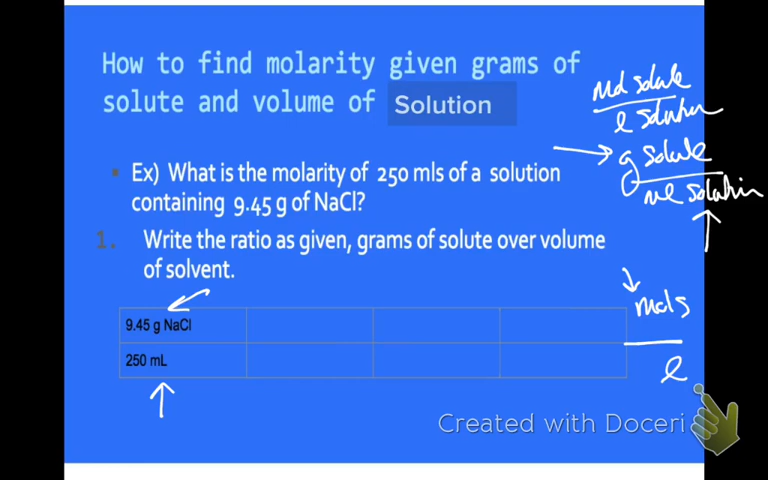 How to find molarity given grams of
solute and volume of Solution
Ex) What is the molarity of 250 mls of a solution
containing 9.45 g of NaCl?
1. Write the ratio as given, grams of solute over volume
of solvent.
9.45 g NaCl
250 mL
mol solute
l solution
g solute
ml solution
mols
l
Created with Doceri